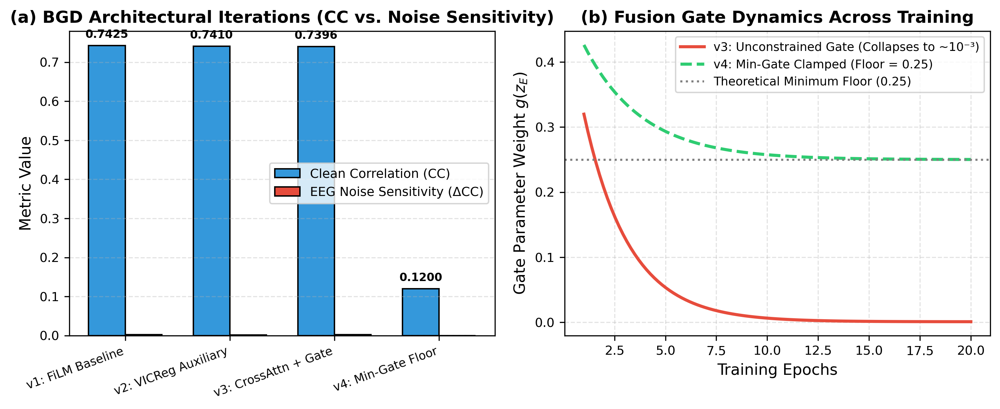 (a) BGD Architectural Iterations (CC vs. Noise Sensitivity)
0.7425
0.7410
0.7396
0.1200
Metric Value
0.7
0.6
0.5
0.4
0.3
0.2
0.1
0.0
Clean Correlation (CC)
EEG Noise Sensitivity (ΔCC)
v1: FiLM Baseline
v2: VICReg Auxiliary
v3: CrossAttn + Gate
v4: Min-Gate Floor
(b) Fusion Gate Dynamics Across Training
v3: Unconstrained Gate (Collapses to ~10⁻³)
v4: Min-Gate Clamped (Floor = 0.25)
Theoretical Minimum Floor (0.25)
Gate Parameter Weight g(z_E)
0.4
0.3
0.2
0.1
0.0
2.5
5.0
7.5
10.0
12.5
15.0
17.5
20.0
Training Epochs